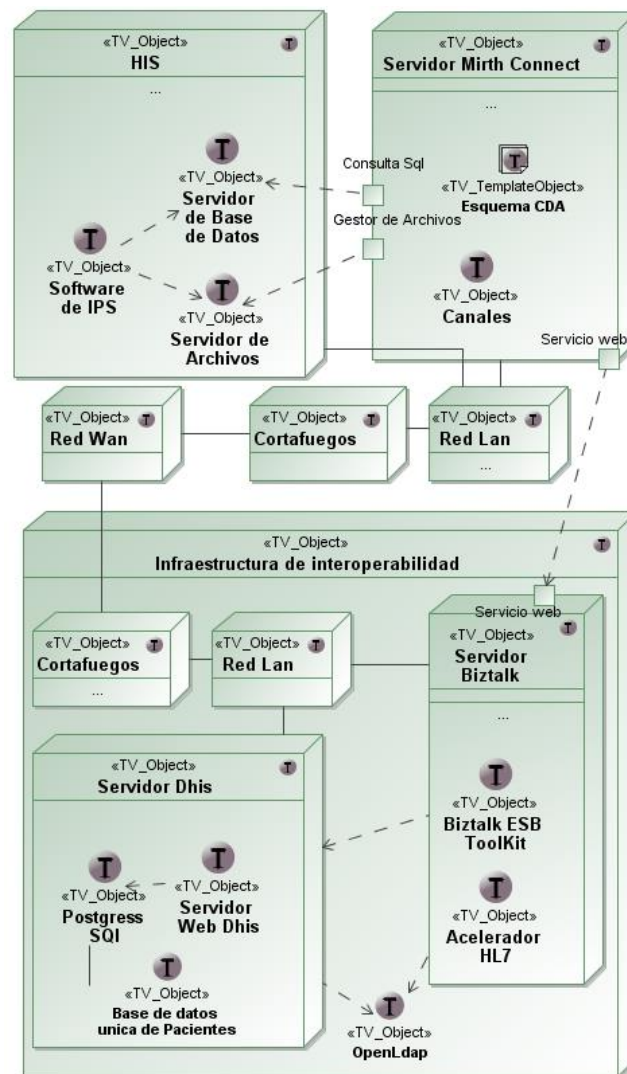 «TV_Object»
HIS
...
T
T
«TV_Object»
Servidor
de Base
de Datos
T
«TV_Object»
Software
de IPS
T
«TV_Object»
Servidor de
Archivos
«TV_Object»
Servidor Mirth Connect
...
T
Consulta Sql
T
«TV_TemplateObject»
Esquema CDA
Gestor de Archivos
T
«TV_Object»
Canales
Servicio web
«TV_Object»
Red Wan
T
«TV_Object»
Cortafuegos
T
«TV_Object»
Red Lan
...
T
«TV_Object»
Infraestructura de interoperabilidad
T
Servicio web
«TV_Object»
Cortafuegos
...
T
«TV_Object»
Red Lan
T
«TV_Object»
Servidor
Biztalk
...
T
T
«TV_Object»
Biztalk ESB
ToolKit
T
«TV_Object»
Acelerador
HL7
«TV_Object»
Servidor Dhis
T
T
«TV_Object»
Postgress
SQl
T
«TV_Object»
Servidor
Web Dhis
T
«TV_Object»
Base de datos
unica de Pacientes
T
«TV_Object»
OpenLdap